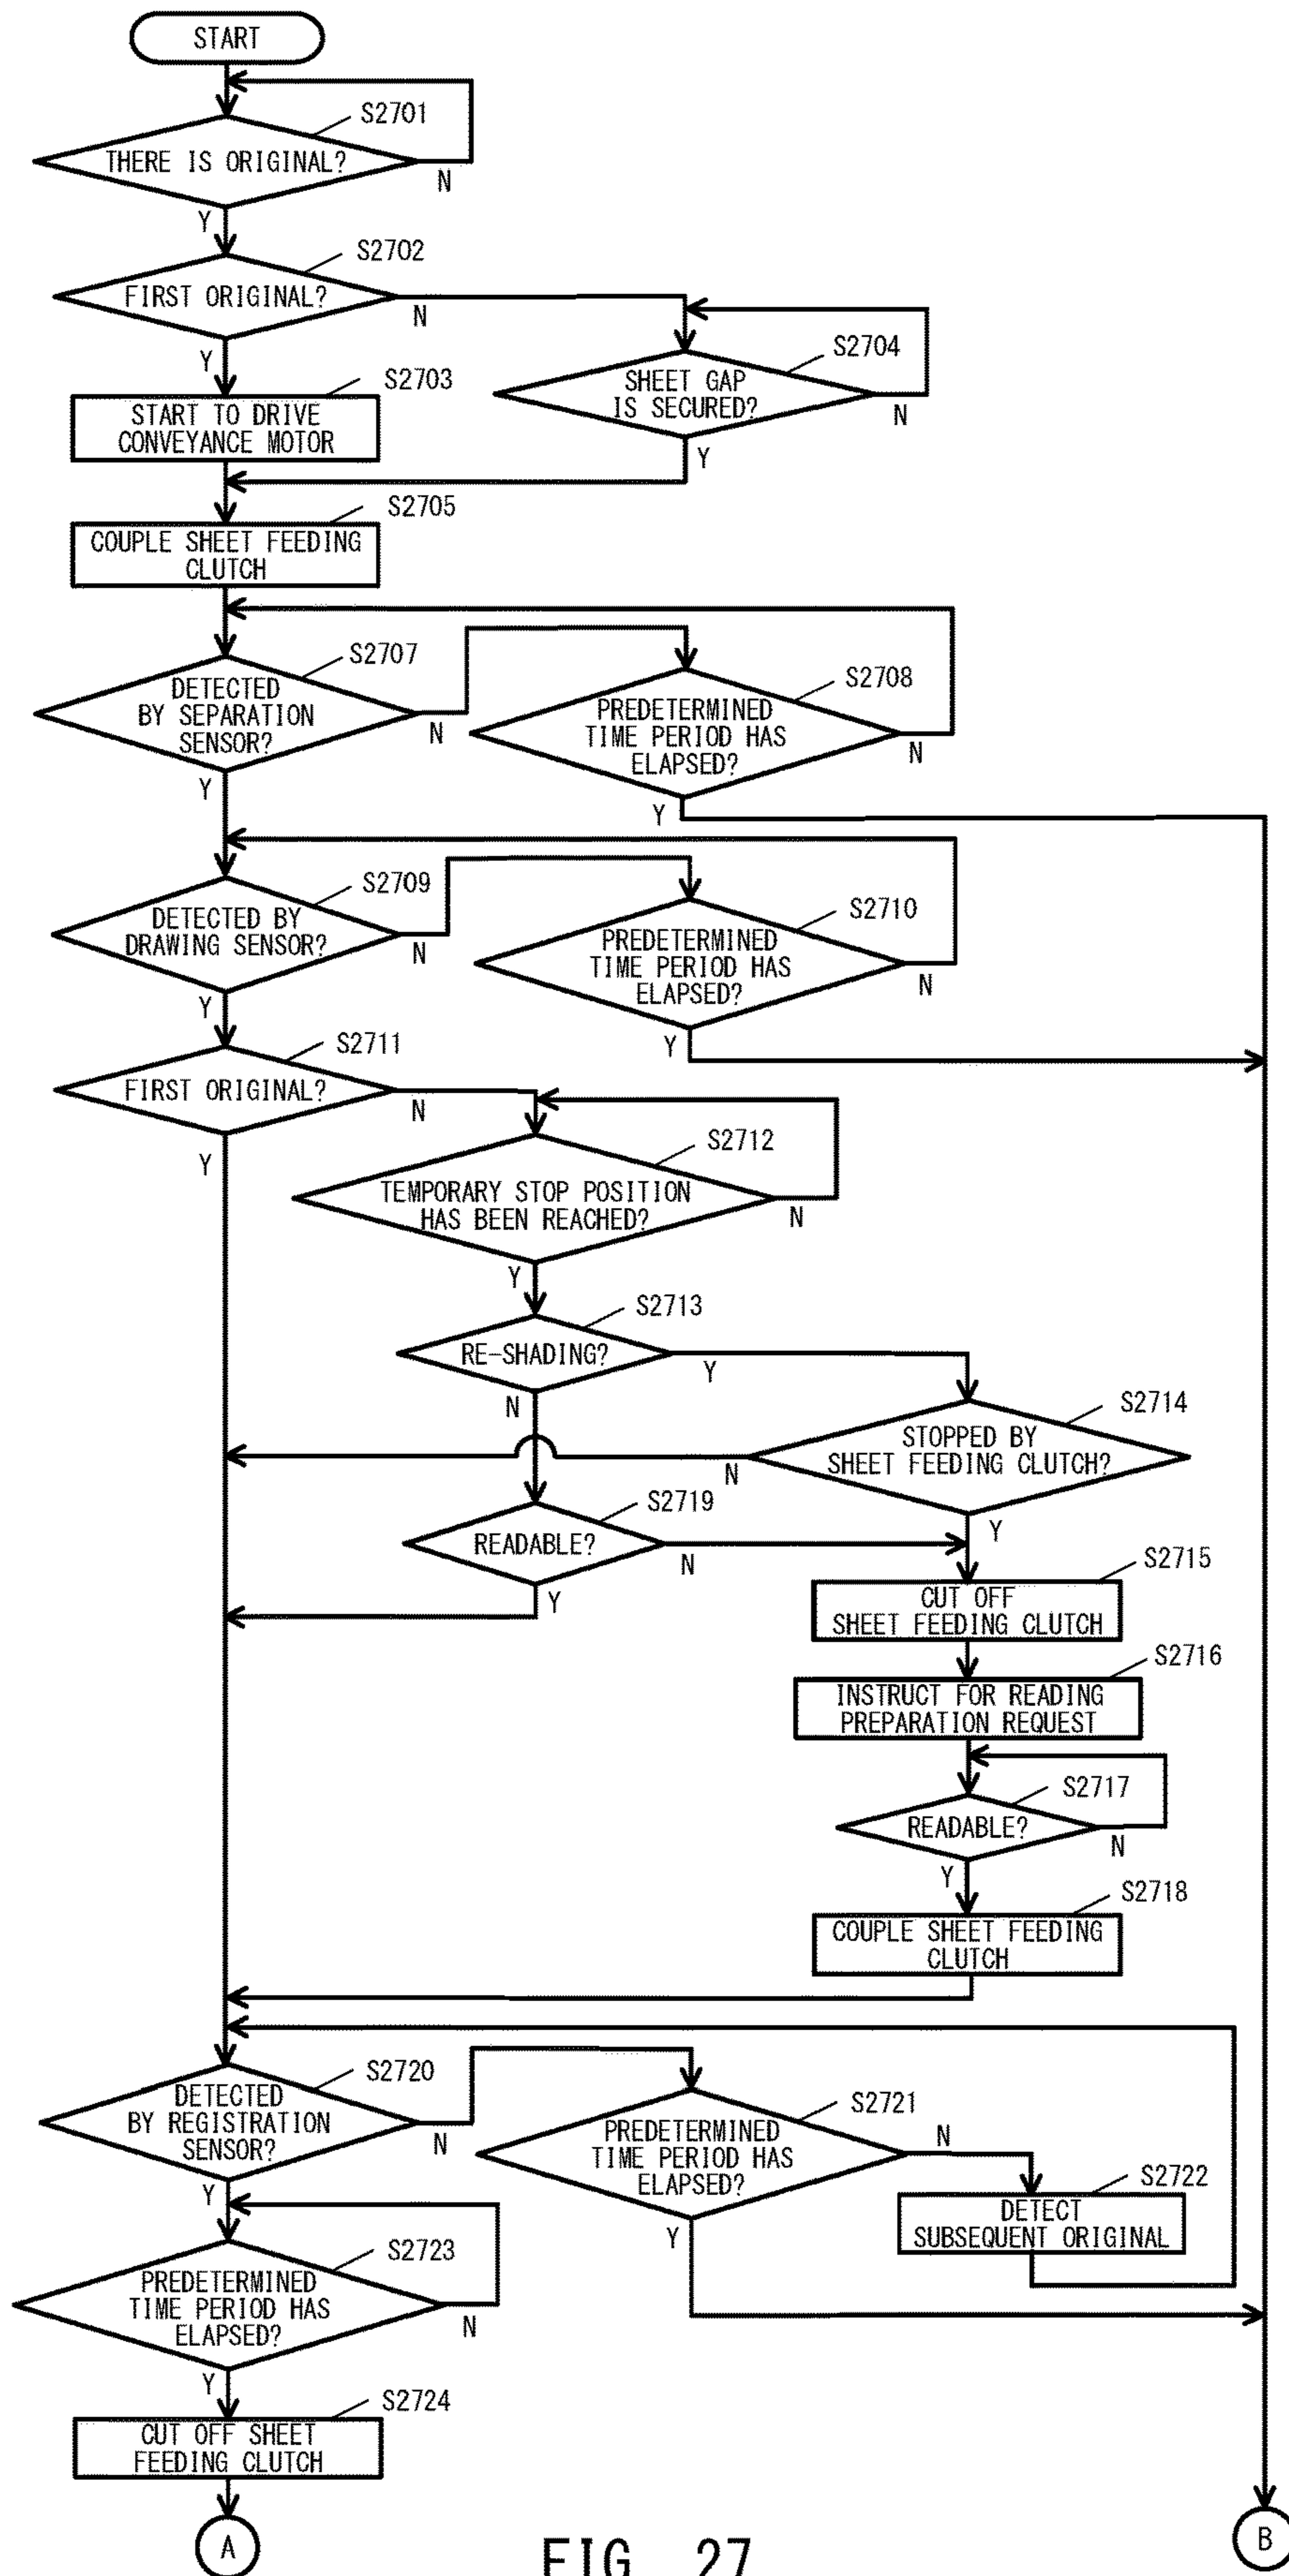 START
S2701
THERE IS ORIGINAL?
N
Y
S2702
FIRST ORIGINAL?
N
Y
S2703
START TO DRIVE
CONVEYANCE MOTOR
S2704
SHEET GAP
IS SECURED?
N
Y
S2705
COUPLE SHEET FEEDING
CLUTCH
S2707
DETECTED
BY SEPARATION
SENSOR?
N
Y
S2708
PREDETERMINED
TIME PERIOD HAS
ELAPSED?
N
Y
S2709
DETECTED BY
DRAWING SENSOR?
N
Y
S2710
PREDETERMINED
TIME PERIOD HAS
ELAPSED?
N
Y
S2711
FIRST ORIGINAL?
N
Y
S2712
TEMPORARY STOP POSITION
HAS BEEN REACHED?
N
Y
S2713
RE-SHADING?
Y
N
S2714
STOPPED BY
SHEET FEEDING CLUTCH?
N
Y
S2719
READABLE?
N
Y
S2715
CUT OFF
SHEET FEEDING CLUTCH
S2716
INSTRUCT FOR READING
PREPARATION REQUEST
S2717
READABLE?
N
Y
S2718
COUPLE SHEET FEEDING
CLUTCH
S2720
DETECTED
BY REGISTRATION
SENSOR?
N
Y
S2721
PREDETERMINED
TIME PERIOD HAS
ELAPSED?
N
Y
S2722
DETECT
SUBSEQUENT ORIGINAL
S2723
PREDETERMINED
TIME PERIOD HAS
ELAPSED?
N
Y
S2724
CUT OFF SHEET
FEEDING CLUTCH
A
B
FIG. 27